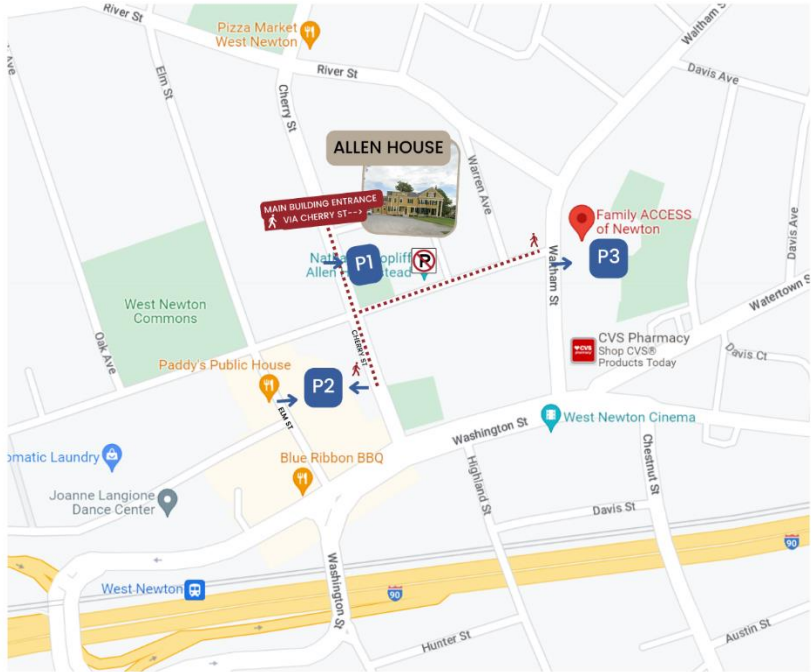 River St
Pizza Market
West Newton
River St
Waltham St
Davis Ave
Elm St
Cherry St
ALLEN HOUSE
Warren Ave
MAIN BUILDING ENTRANCE
VIA CHERRY ST-->
Family ACCESS
of Newton
P1
P
P3
Waltham St
Davis Ave
Watertown S
West Newton
Commons
Oak Ave
CHERRY ST
CVS Pharmacy
Shop CVS®
Products Today
♥CVS
pharmacy
Davis Ct
Paddy's Public House
P2
ELM ST
West Newton Cinema
Washington St
omatic Laundry
Blue Ribbon BBQ
Highland St
Chestnut St
Joanne Langione
Dance Center
Davis St
90
Washington St
West Newton
90
Hunter St
Austin St